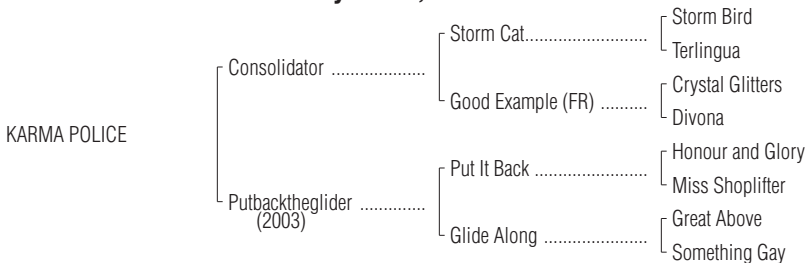 Storm Bird
Storm Cat............................
Terlingua
Consolidator .....................
Crystal Glitters
Good Example (FR) ..........
Divona
KARMA POLICE
Honour and Glory
Put It Back .........................
Miss Shoplifter
Putbacktheglider ..............
(2003)
Great Above
Glide Along .......................
Something Gay